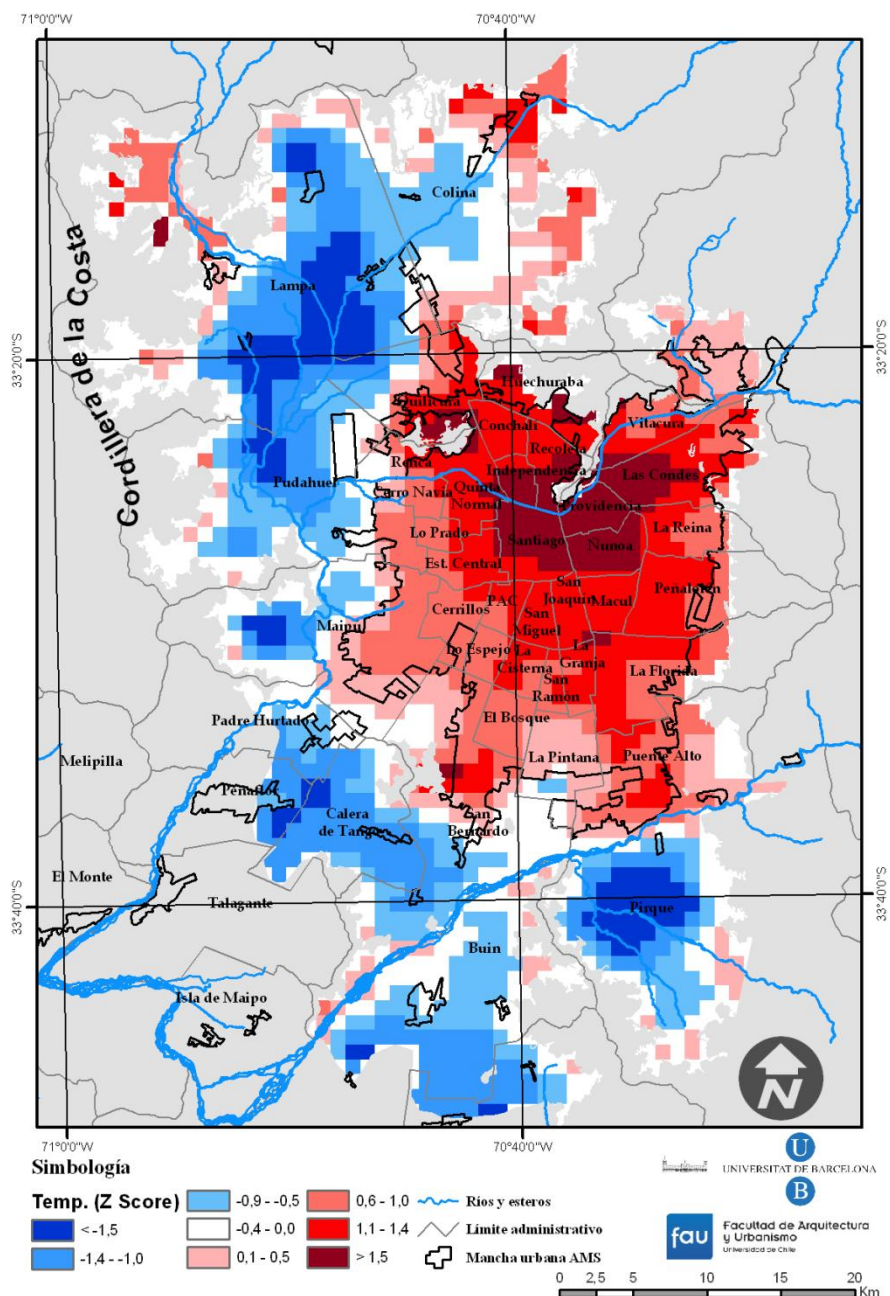 71°0'0"W
70°40'0"W
Colina
Cordillera de la Costa
Lampa
33°20'0"S
33°20'0"S
Huechuraba
Quilicura
Conchalí
Vitacura
Recoleta
Renca
Independencia
Las Condes
Pudahuel
Cerro Navia
Quinta
Normal
Providencia
Lo Prado
Santiago
Nunoa
La Reina
Est. Central
San
Joaquin
Macul
Peñalolén
Cerrillos
PAC
San
Miguel
Maipú
Lo Espejo
La
Cisterna
La
Granja
La Florida
San
Ramón
Padre Hurtado
El Bosque
Melipilla
La Pintana
Puente Alto
Peñaflor
Calera
de Tango
San
Bernardo
El Monte
33°40'0"S
Talagante
Pirque
33°40'0"S
Buin
Isla de Maipo
N
71°0'0"W
70°40'0"W
Simbología
Temp. (Z Score)
< -1,5
-1,4 - -1,0
-0,9 - -0,5
-0,4 - 0,0
0,1 - 0,5
0,6 - 1,0
1,1 - 1,4
> 1,5
Ríos y esteros
Límite administrativo
Mancha urbana AMS
U
UNIVERSITAT DE BARCELONA
B
fau
Facultad de Arquitectura
y Urbanismo
Universidad de Chile
0 2,5 5 10 15 20
Km